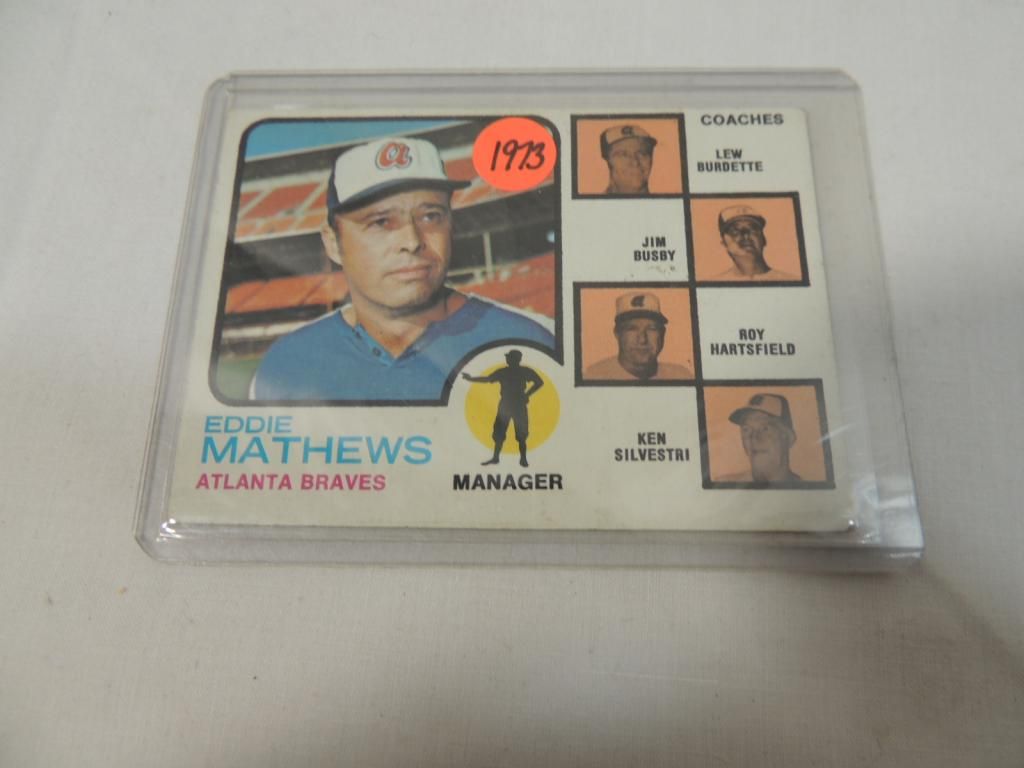 a
1973
EDDIE
MATHEWS
ATLANTA BRAVES
MANAGER
COACHES
LEW
BURDETTE
JIM
BUSBY
ROY
HARTSFIELD
KEN
SILVESTRI